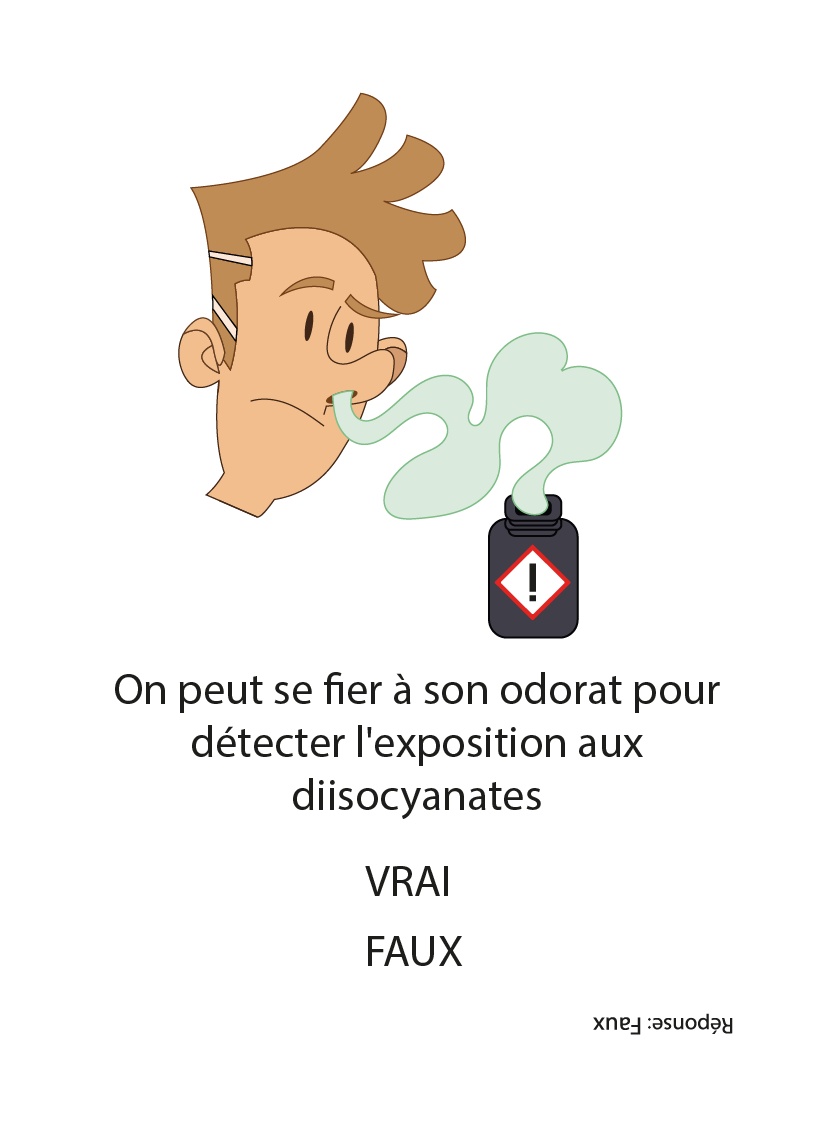 !
On peut se fier à son odorat pour
détecter l'exposition aux
diisocyanates
VRAI
FAUX
Réponse: Faux